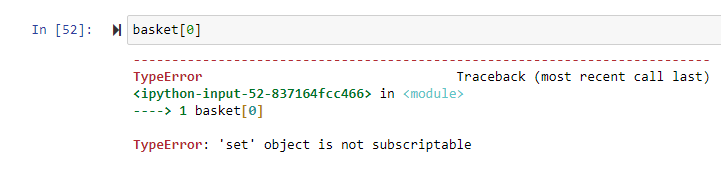 In [52]: basket[0]
---------------------------------------------------------------------------
TypeError                                 Traceback (most recent call last)
<ipython-input-52-837164fcc466> in <module>
----> 1 basket[0]

TypeError: 'set' object is not subscriptable